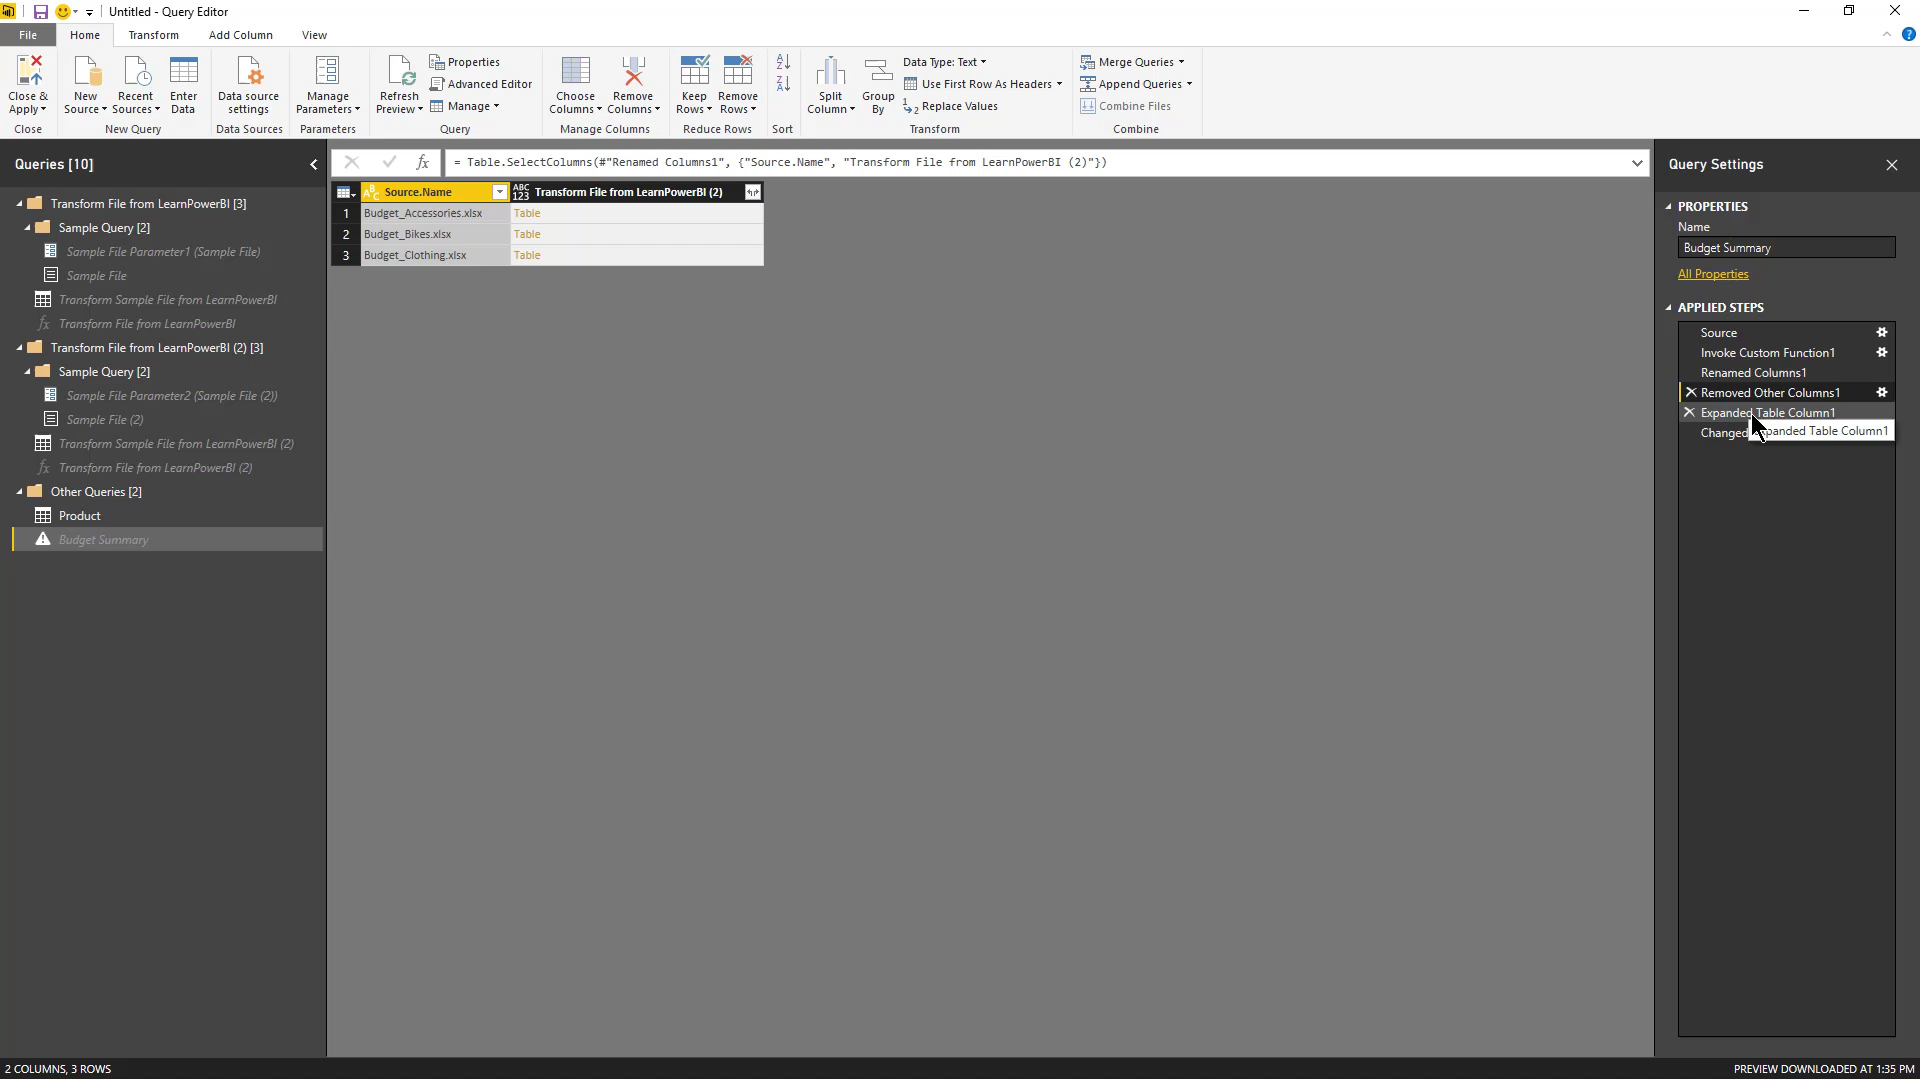 Untitled - Query Editor
File Home Transform Add Column View
Close & Apply
New Source
Recent Sources
Enter Data
Data source settings
Manage Parameters
Refresh Preview
Properties
Advanced Editor
Manage
Choose Columns
Remove Columns
Keep Rows
Remove Rows
Split Column
Group By
Data Type: Text
Use First Row As Headers
1 2 Replace Values
Merge Queries
Append Queries
Combine Files
Close New Query Data Sources Parameters Query Manage Columns Reduce Rows Sort Transform Combine
Queries [10]
Transform File from LearnPowerBI [3]
Sample Query [2]
Sample File Parameter1 (Sample File)
Sample File
Transform Sample File from LearnPowerBI
fx Transform File from LearnPowerBI
Transform File from LearnPowerBI (2) [3]
Sample Query [2]
Sample File Parameter2 (Sample File (2))
Sample File (2)
Transform Sample File from LearnPowerBI (2)
fx Transform File from LearnPowerBI (2)
Other Queries [2]
Product
Budget Summary
fx = Table.SelectColumns(#"Renamed Columns1", {"Source.Name", "Transform File from LearnPowerBI (2)"})
ABC Source.Name ABC 123 Transform File from LearnPowerBI (2)
1 Budget_Accessories.xlsx Table
2 Budget_Bikes.xlsx Table
3 Budget_Clothing.xlsx Table
Query Settings
PROPERTIES
Name
Budget Summary
All Properties
APPLIED STEPS
Source
Invoke Custom Function1
Renamed Columns1
Removed Other Columns1
Expanded Table Column1
Changed
panded Table Column1
2 COLUMNS, 3 ROWS
PREVIEW DOWNLOADED AT 1:35 PM